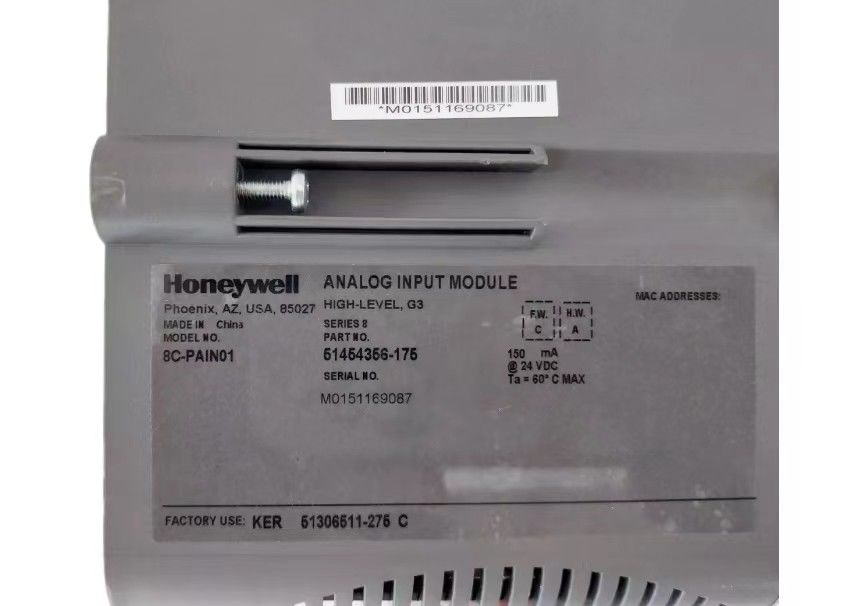 *M0151169087*
Honeywell
Phoenix, AZ, USA, 85027
MADE IN China
MODEL NO.
8C-PAIN01
ANALOG INPUT MODULE
HIGH-LEVEL, G3
SERIES 8
PART NO.
51454356-175
SERIAL NO.
M0151169087
F.W. H.W.
C A
150 mA
@ 24 VDC
Ta = 60° C MAX
MAC ADDRESSES:
FACTORY USE: KER 51306511-275 C